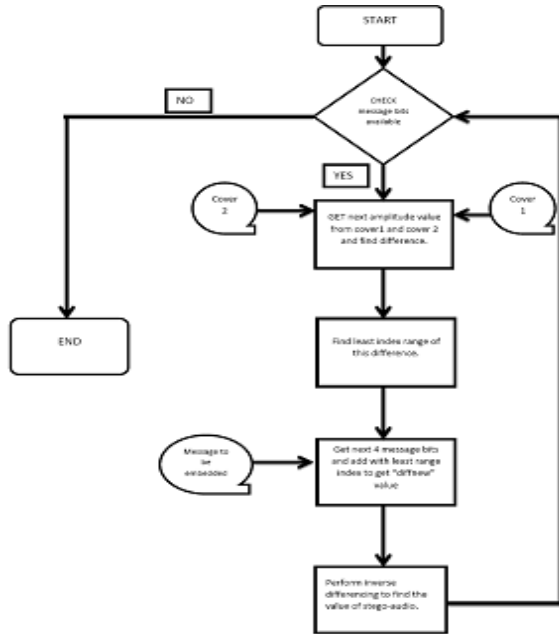 START
NO
CHECK
message bits
available
YES
Cover
2
Cover
1
GET next amplitude value
from cover1 and cover 2
and find difference.
END
Find least index range of
this difference.
Message to
be
embedded
Get next 4 message bits
and add with least range
index to get "diffnew"
value
Perform inverse
differencing to find the
value of stego-audio.